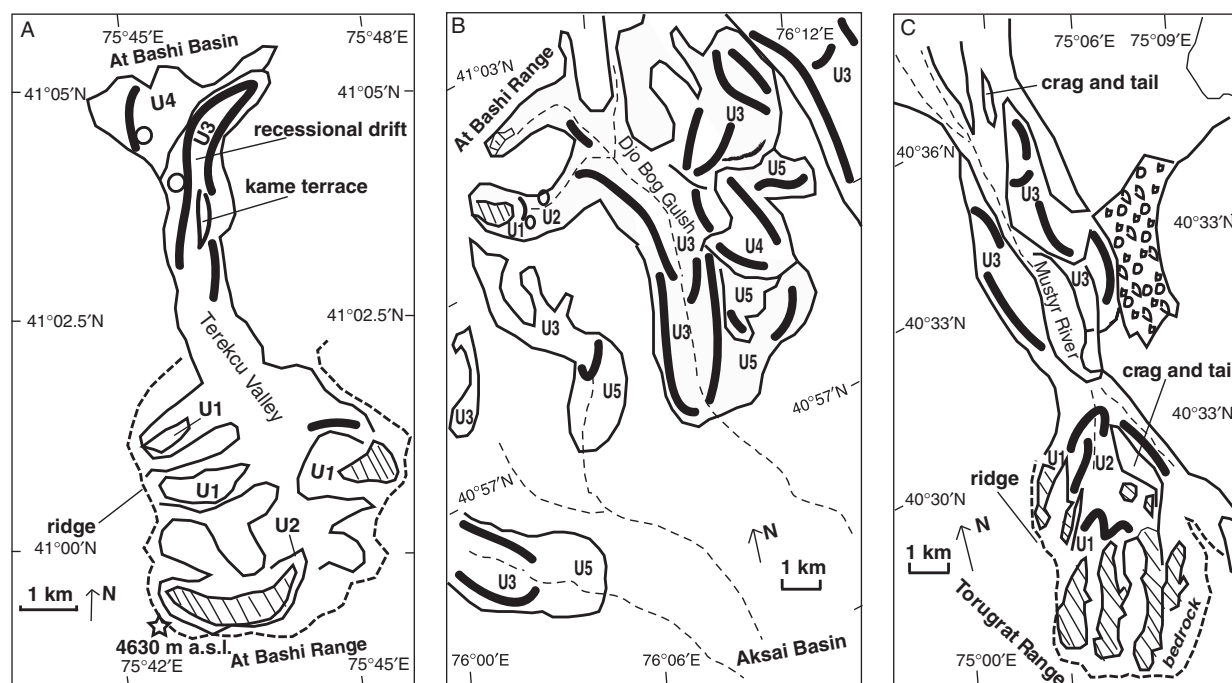 A
75°45′E
75°48′E
At Bashi Basin
41°05′N
41°05′N
U4
U3
recessional drift
kame terrace
41°02.5′N
41°02.5′N
Terekcu Valley
U1
U1
U1
ridge
U2
41°00′N
1 km
N
4630 m a.s.l.
At Bashi Range
75°42′E
75°45′E
B
76°12′E
41°03′N
At Bashi Range
U3
U3
Djo Bog Gulsh
U5
U2
U1
U3
U4
U5
U3
U3
U5
U5
U3
40°57′N
40°57′N
N
1 km
U3
U5
Aksai Basin
76°00′E
76°06′E
C
75°06′E
75°09′E
crag and tail
40°36′N
U3
40°33′N
U3
U3
Mustyr River
40°33′N
crag and tail
40°33′N
U1
U2
ridge
40°30′N
N
U1
1 km
Torugrat Range
bedrock
75°00′E